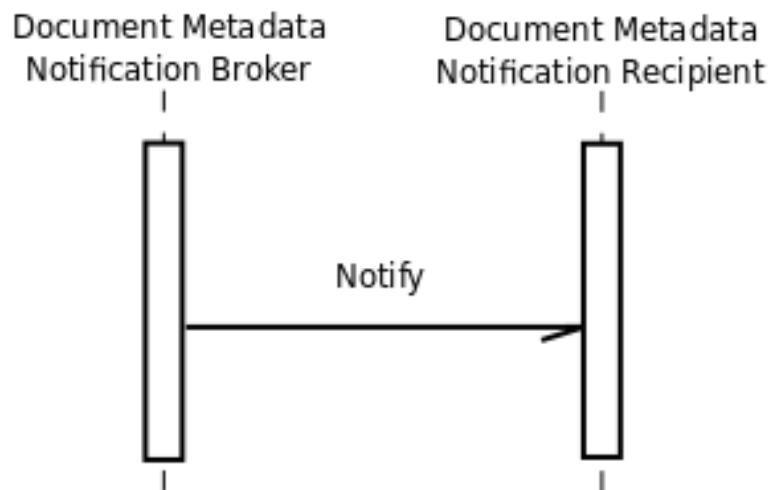 Document Metadata
Notification Broker
Document Metadata
Notification Recipient
Notify